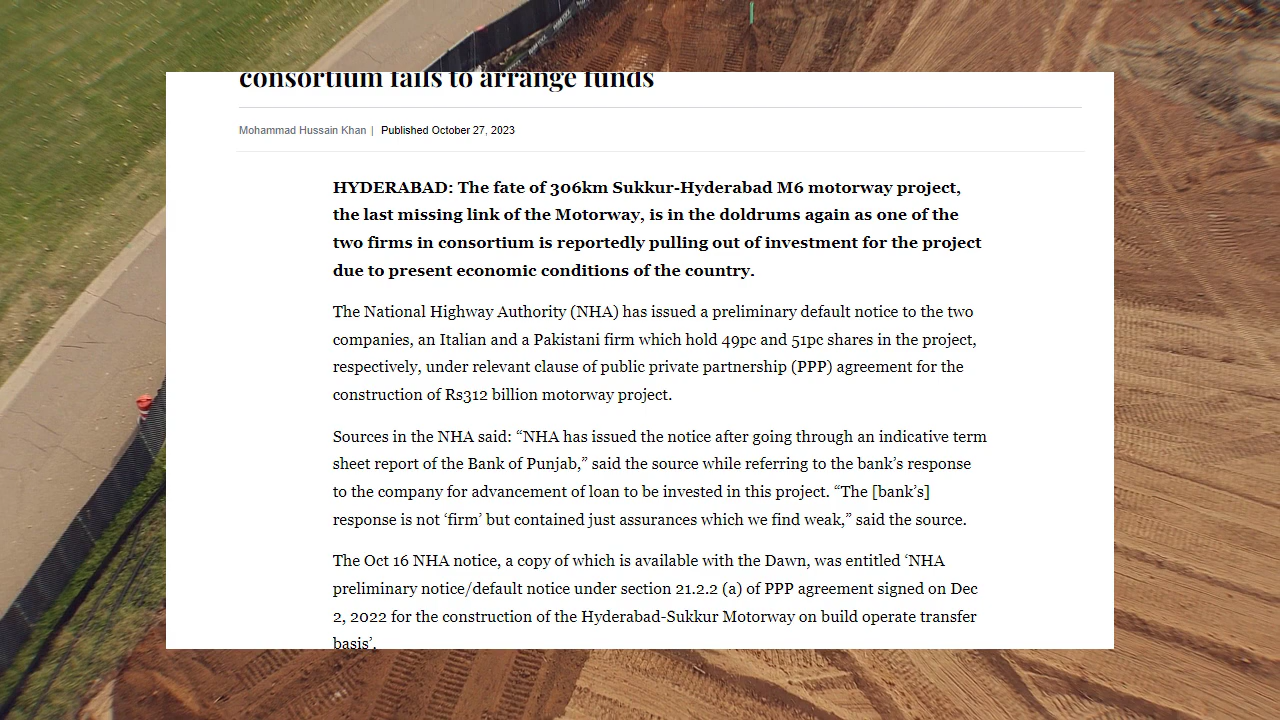 consortium fails to arrange funds
Mohammad Hussain Khan | Published October 27, 2023
HYDERABAD: The fate of 306km Sukkur-Hyderabad M6 motorway project,
the last missing link of the Motorway, is in the doldrums again as one of the
two firms in consortium is reportedly pulling out of investment for the project
due to present economic conditions of the country.
The National Highway Authority (NHA) has issued a preliminary default notice to the two
companies, an Italian and a Pakistani firm which hold 49pc and 51pc shares in the project,
respectively, under relevant clause of public private partnership (PPP) agreement for the
construction of Rs312 billion motorway project.
Sources in the NHA said: “NHA has issued the notice after going through an indicative term
sheet report of the Bank of Punjab,” said the source while referring to the bank’s response
to the company for advancement of loan to be invested in this project. “The [bank’s]
response is not ‘firm’ but contained just assurances which we find weak,” said the source.
The Oct 16 NHA notice, a copy of which is available with the Dawn, was entitled ‘NHA
preliminary notice/default notice under section 21.2.2 (a) of PPP agreement signed on Dec
2, 2022 for the construction of the Hyderabad-Sukkur Motorway on build operate transfer
basis’.